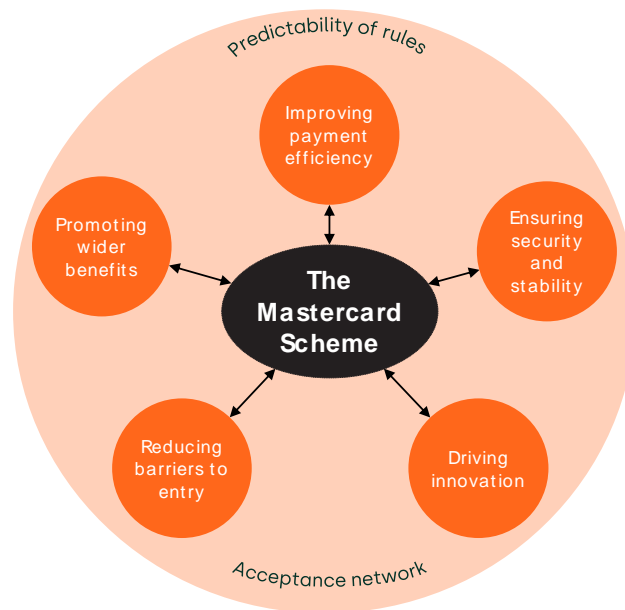 Predictability of rules
Improving
payment
efficiency
Promoting
wider
benefits
Ensuring
security
and
stability
The
Mastercard
Scheme
Reducing
barriers to
entry
Driving
innovation
Acceptance network